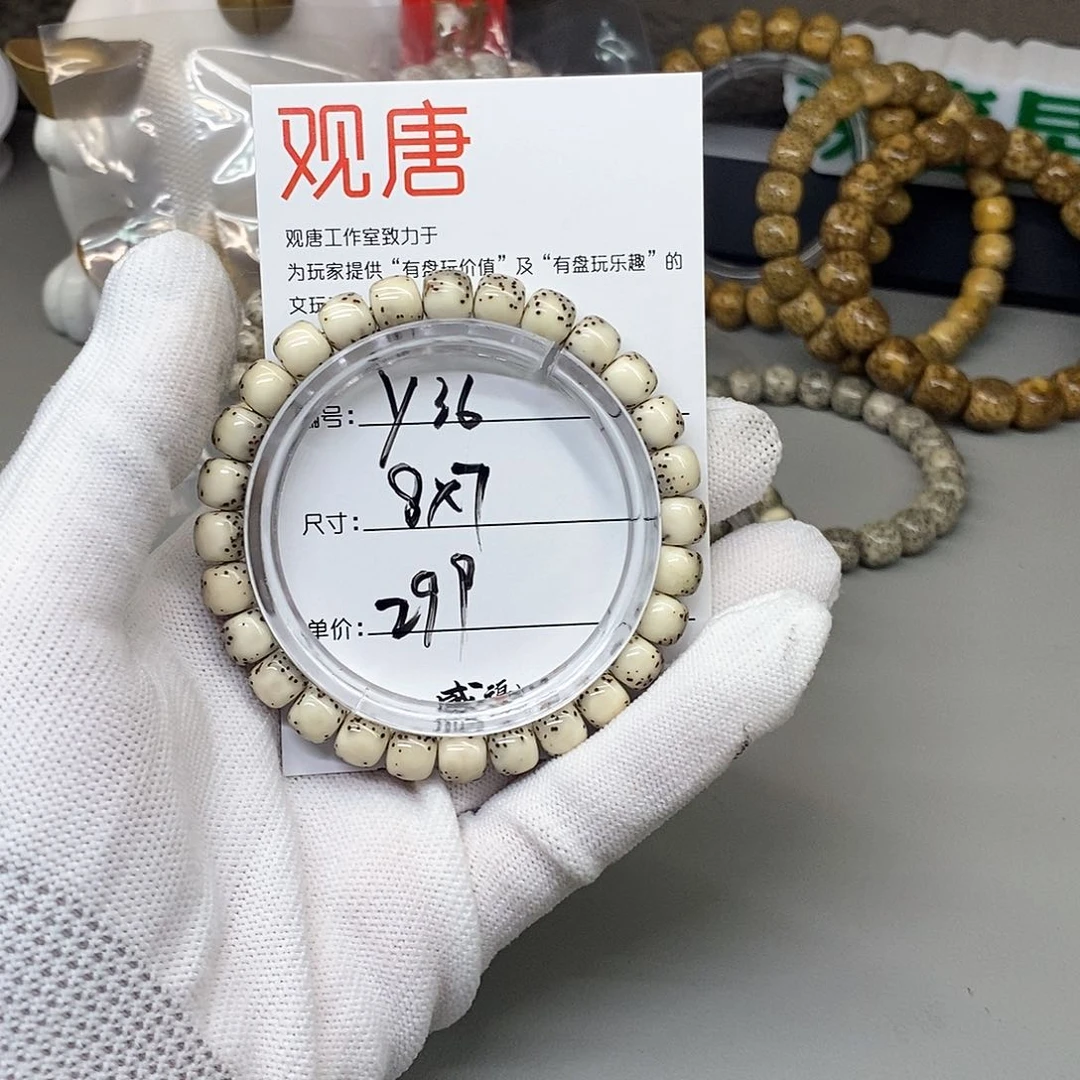 观唐
观唐工作室致力于
为玩家提供“有盘玩价值”及“有盘玩乐趣”的
文玩
编号：Y36
尺寸：8x7
单价：29P